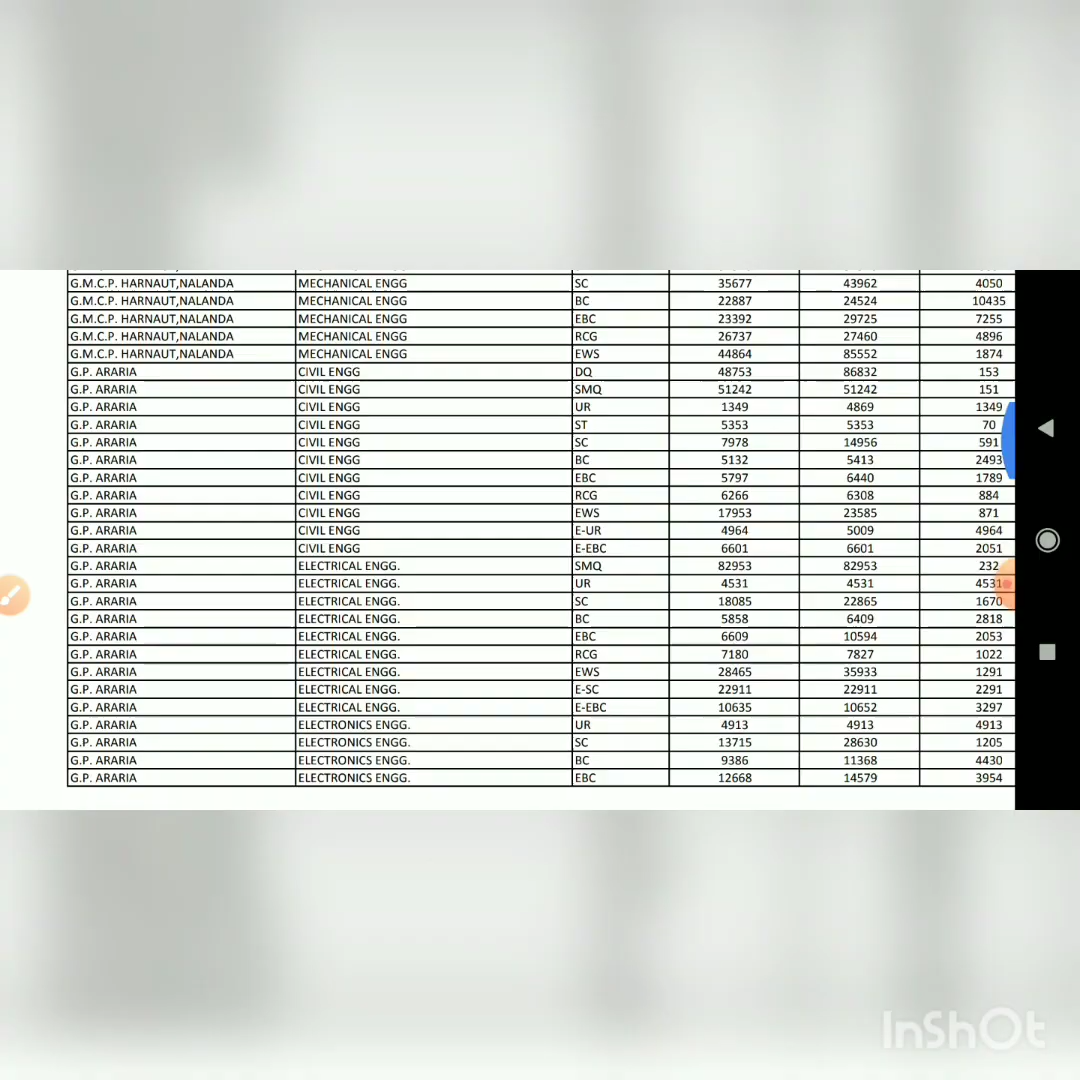 G.M.C.P. HARNAUT,NALANDA MECHANICAL ENGG SC 35677 43962 4050
G.M.C.P. HARNAUT,NALANDA MECHANICAL ENGG BC 22887 24524 10435
G.M.C.P. HARNAUT,NALANDA MECHANICAL ENGG EBC 23392 29725 7255
G.M.C.P. HARNAUT,NALANDA MECHANICAL ENGG RCG 26737 27460 4896
G.M.C.P. HARNAUT,NALANDA MECHANICAL ENGG EWS 44864 85552 1874
G.P. ARARIA CIVIL ENGG DQ 48753 86832 153
G.P. ARARIA CIVIL ENGG SMQ 51242 51242 151
G.P. ARARIA CIVIL ENGG UR 1349 4869 1349
G.P. ARARIA CIVIL ENGG ST 5353 5353 70
G.P. ARARIA CIVIL ENGG SC 7978 14956 591
G.P. ARARIA CIVIL ENGG BC 5132 5413 2493
G.P. ARARIA CIVIL ENGG EBC 5797 6440 1789
G.P. ARARIA CIVIL ENGG RCG 6266 6308 884
G.P. ARARIA CIVIL ENGG EWS 17953 23585 871
G.P. ARARIA CIVIL ENGG E-UR 4964 5009 4964
G.P. ARARIA CIVIL ENGG E-EBC 6601 6601 2051
G.P. ARARIA ELECTRICAL ENGG. SMQ 82953 82953 232
G.P. ARARIA ELECTRICAL ENGG. UR 4531 4531 4531
G.P. ARARIA ELECTRICAL ENGG. SC 18085 22865 1670
G.P. ARARIA ELECTRICAL ENGG. BC 5858 6409 2818
G.P. ARARIA ELECTRICAL ENGG. EBC 6609 10594 2053
G.P. ARARIA ELECTRICAL ENGG. RCG 7180 7827 1022
G.P. ARARIA ELECTRICAL ENGG. EWS 28465 35933 1291
G.P. ARARIA ELECTRICAL ENGG. E-SC 22911 22911 2291
G.P. ARARIA ELECTRICAL ENGG. E-EBC 10635 10652 3297
G.P. ARARIA ELECTRONICS ENGG. UR 4913 4913 4913
G.P. ARARIA ELECTRONICS ENGG. SC 13715 28630 1205
G.P. ARARIA ELECTRONICS ENGG. BC 9386 11368 4430
G.P. ARARIA ELECTRONICS ENGG. EBC 12668 14579 3954
InShOt